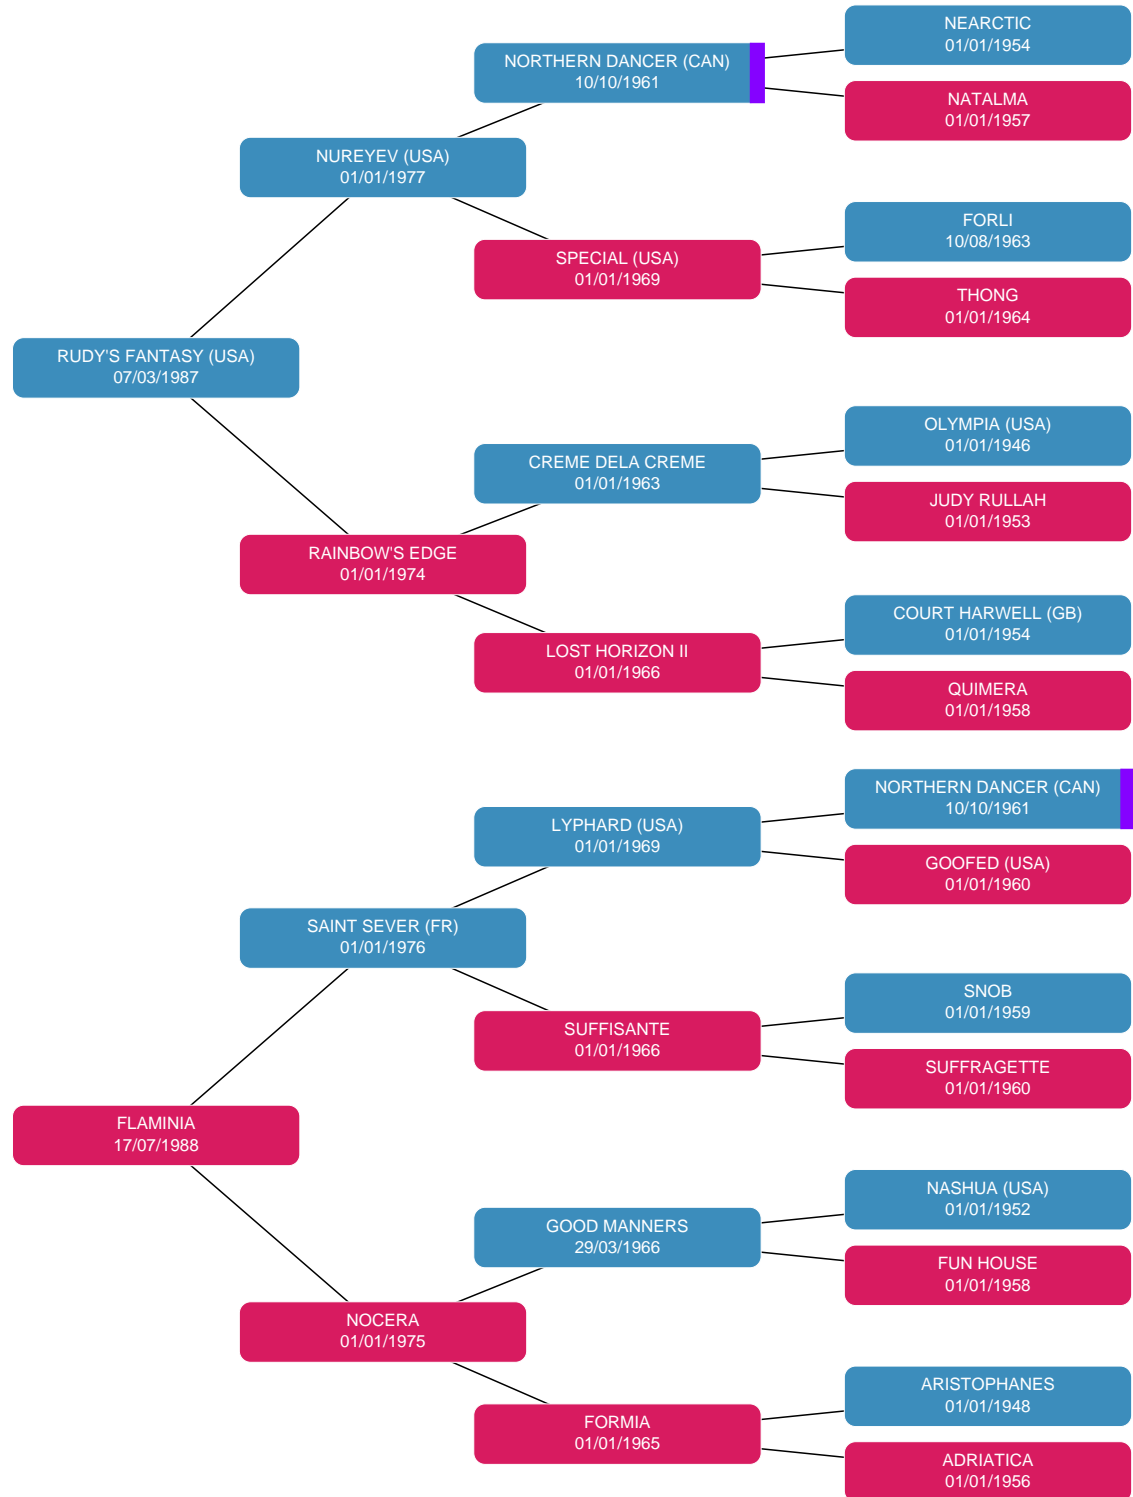 NEARCTIC
01/01/1954
NORTHERN DANCER (CAN)
10/10/1961
NATALMA
01/01/1957
NUREYEV (USA)
01/01/1977
FORLI
10/08/1963
SPECIAL (USA)
01/01/1969
THONG
01/01/1964
RUDY'S FANTASY (USA)
07/03/1987
OLYMPIA (USA)
01/01/1946
CREME DELA CREME
01/01/1963
JUDY RULLAH
01/01/1953
RAINBOW'S EDGE
01/01/1974
COURT HARWELL (GB)
01/01/1954
LOST HORIZON II
01/01/1966
QUIMERA
01/01/1958
NORTHERN DANCER (CAN)
10/10/1961
LYPHARD (USA)
01/01/1969
GOOFED (USA)
01/01/1960
SAINT SEVER (FR)
01/01/1976
SNOB
01/01/1959
SUFFISANTE
01/01/1966
SUFFRAGETTE
01/01/1960
FLAMINIA
17/07/1988
NASHUA (USA)
01/01/1952
GOOD MANNERS
29/03/1966
FUN HOUSE
01/01/1958
NOCERA
01/01/1975
ARISTOPHANES
01/01/1948
FORMIA
01/01/1965
ADRIATICA
01/01/1956